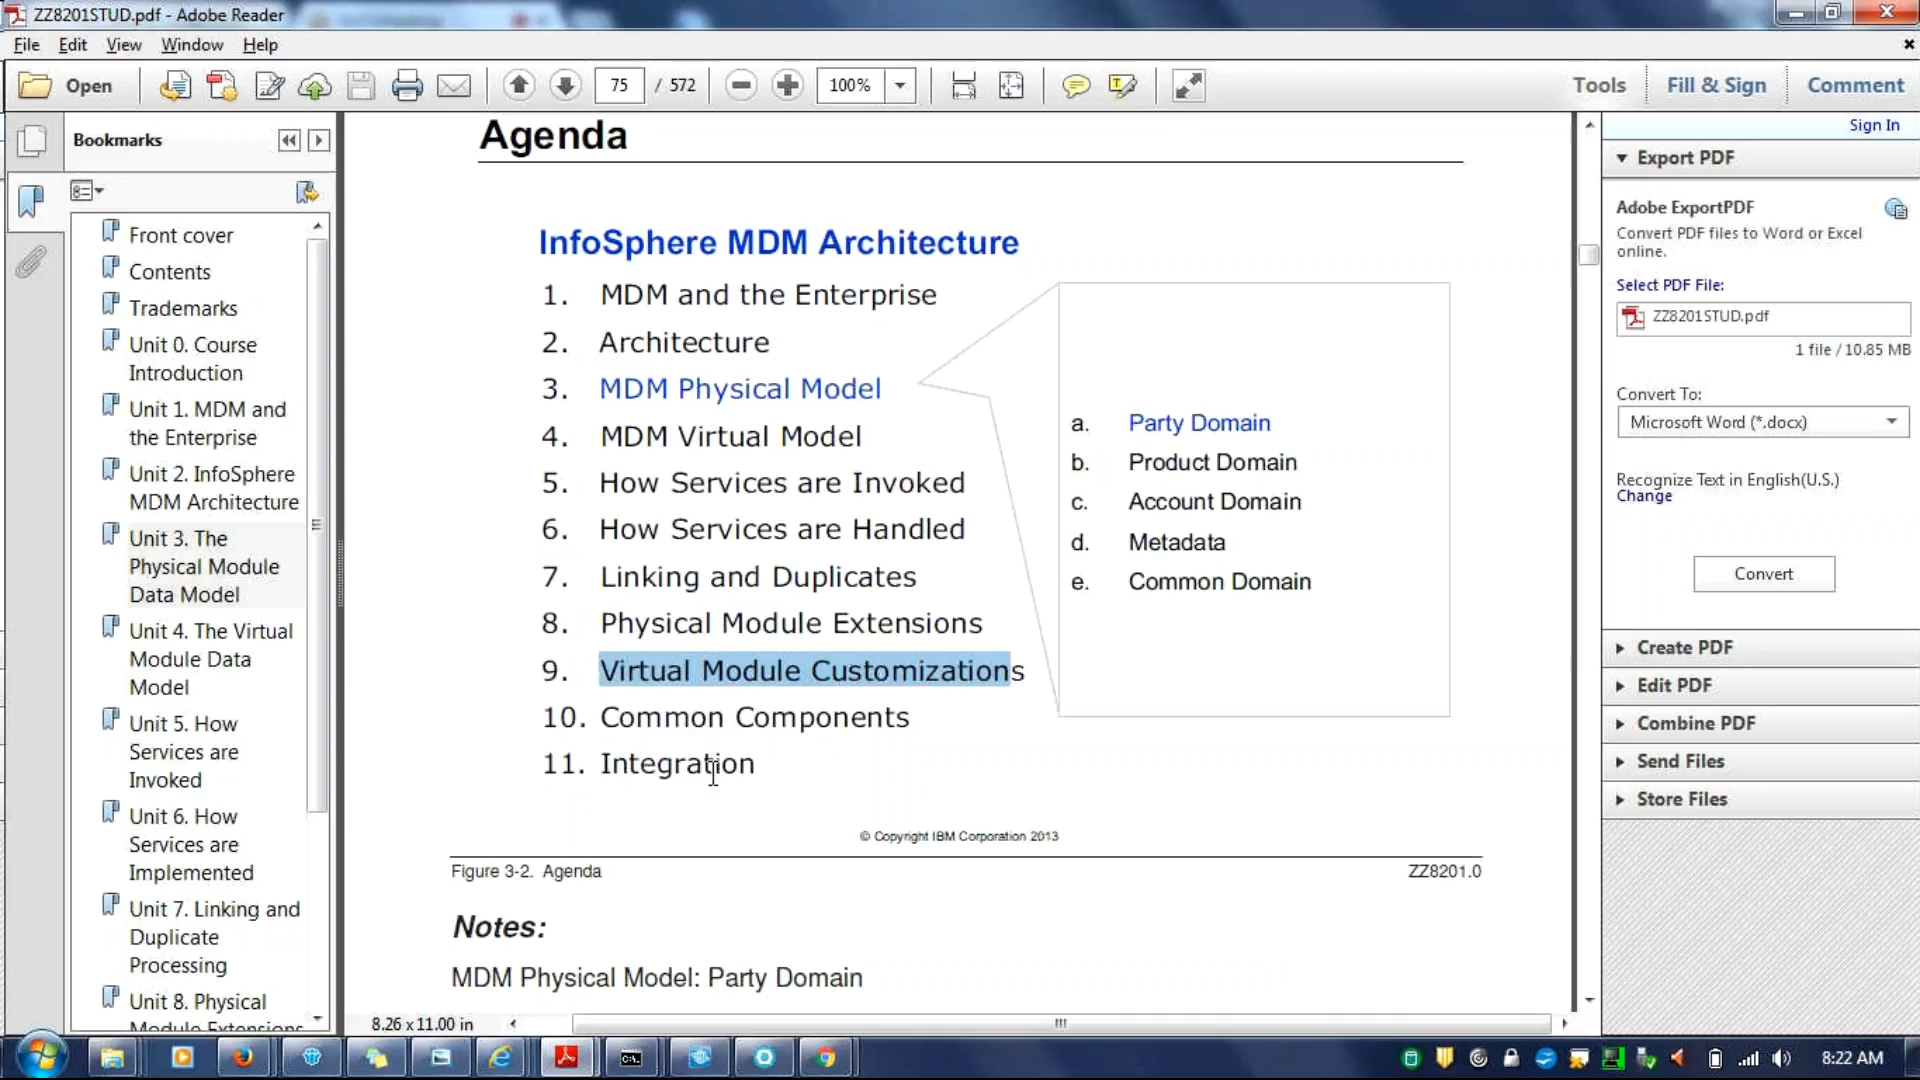 ZZ8201STUD.pdf - Adobe Reader
File Edit View Window Help
Open 75 / 572 100% Tools Fill & Sign Comment
Bookmarks
Front cover
Contents
Trademarks
Unit 0. Course
Introduction
Unit 1. MDM and
the Enterprise
Unit 2. InfoSphere
MDM Architecture
Unit 3. The
Physical Module
Data Model
Unit 4. The Virtual
Module Data
Model
Unit 5. How
Services are
Invoked
Unit 6. How
Services are
Implemented
Unit 7. Linking and
Duplicate
Processing
Unit 8. Physical
Module Extensions
Agenda
InfoSphere MDM Architecture
1. MDM and the Enterprise
2. Architecture
3. MDM Physical Model
4. MDM Virtual Model
5. How Services are Invoked
6. How Services are Handled
7. Linking and Duplicates
8. Physical Module Extensions
9. Virtual Module Customizations
10. Common Components
11. Integration
a. Party Domain
b. Product Domain
c. Account Domain
d. Metadata
e. Common Domain
© Copyright IBM Corporation 2013
Figure 3-2. Agenda ZZ8201.0
Notes:
MDM Physical Model: Party Domain
8.26 x 11.00 in
Sign In
Export PDF
Adobe ExportPDF
Convert PDF files to Word or Excel
online.
Select PDF File:
ZZ8201STUD.pdf
1 file / 10.85 MB
Convert To:
Microsoft Word (*.docx)
Recognize Text in English(U.S.)
Change
Convert
Create PDF
Edit PDF
Combine PDF
Send Files
Store Files
8:22 AM